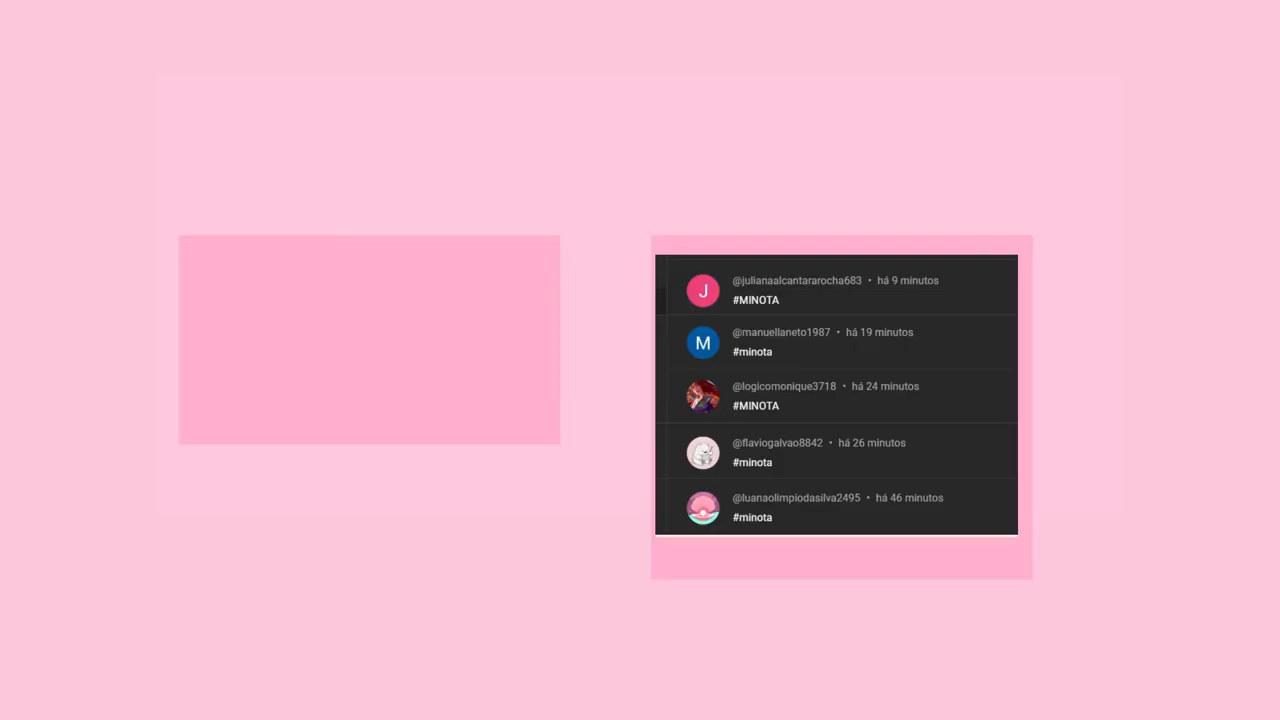 @julianaalcantararocha683 • há 9 minutos
J
#MINOTA
@manuellaneto1987 • há 19 minutos
M
#minota
@logicomonique3718 • há 24 minutos
#MINOTA
@flaviogalvao8842 • há 26 minutos
#minota
@luanaolimpiodasilva2495 • há 46 minutos
#minota